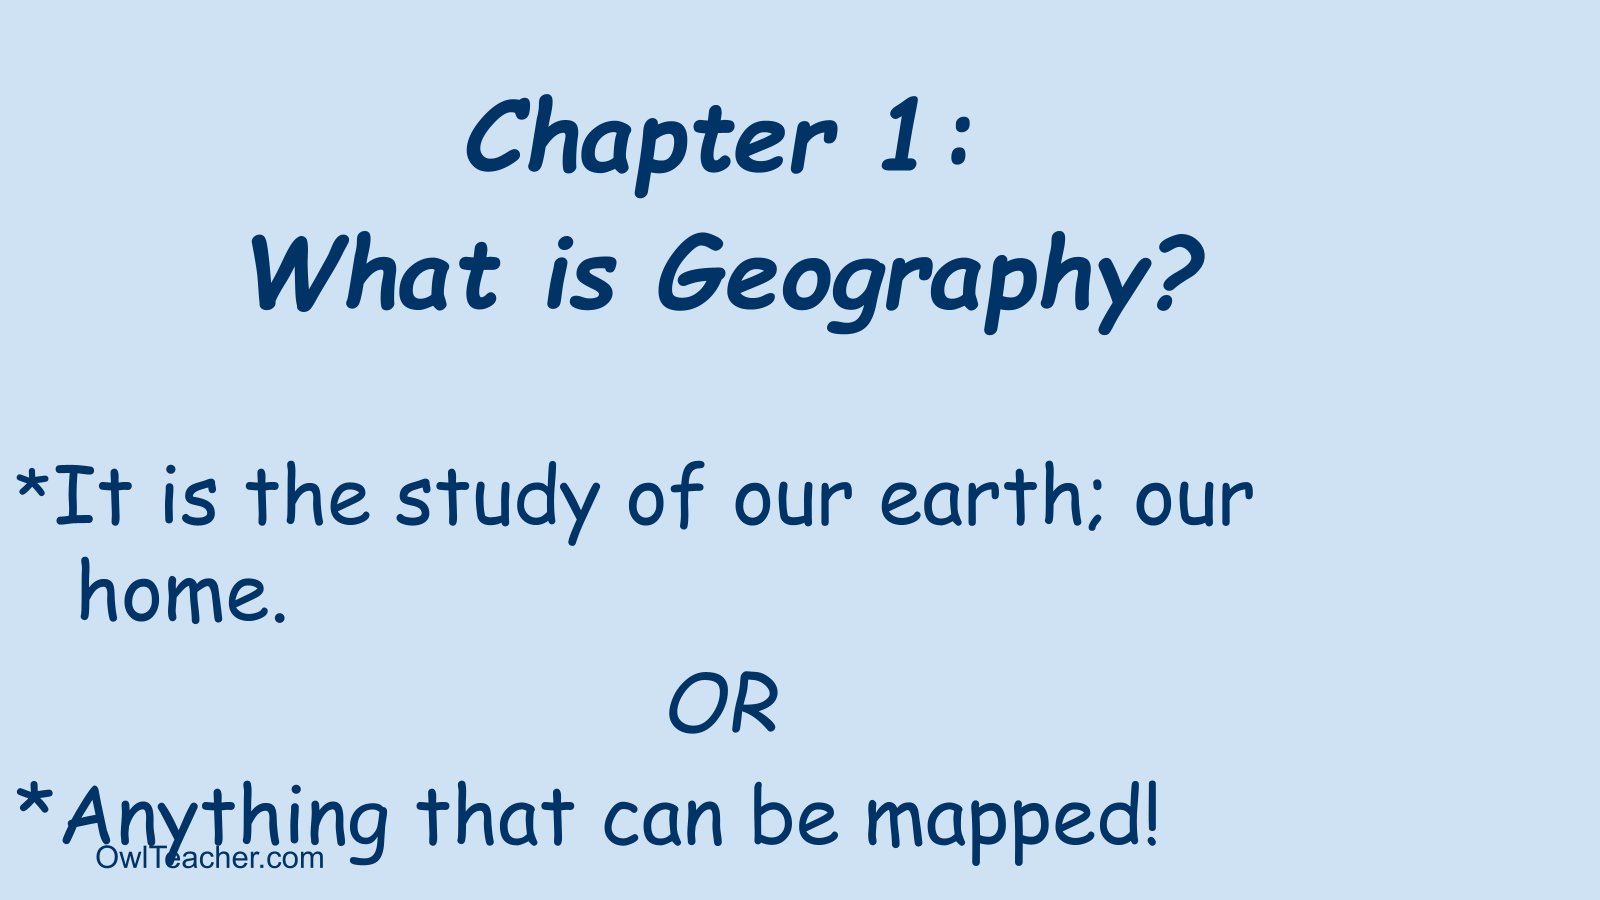 Chapter 1:
What is Geography?
*It is the study of our earth; our
home.
OR
*Anything that can be mapped!
OwlTeacher.com